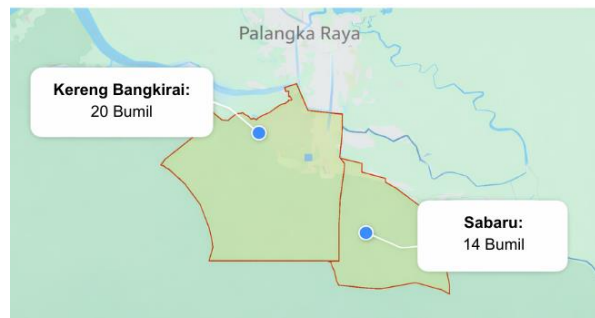 Palangka Raya
Kereng Bangkirai:
20 Bumil
Sabaru:
14 Bumil